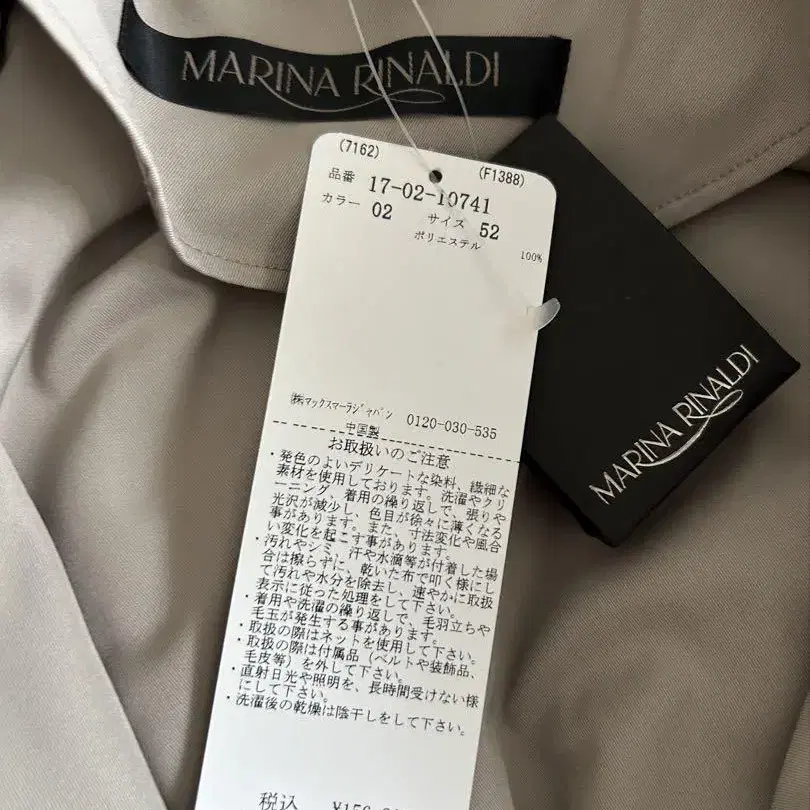 MARINA RINALDI
(7162)
(F1388)
品番 17-02-10741
カラー 02 サイズ 52
ポリエステル 100%
㈱マックスマーラジャパン 0120-030-535
中国製
お取扱いのご注意
・発色のよいデリケートな染料、繊細な
素材を使用しております。洗濯やクリ
ーニング、着用の繰り返しで、張りや
光沢が減少し、色目が徐々に薄くなる
事があります。また、寸法変化や風合
い変化を起こす事があります。
・汚れやシミ、汗や水滴等が付着した場
合は擦らずに、乾いた布で叩く様にし
て汚れや水分を除去し、速やかに取扱
表示に従った処理をして下さい。
・着用や洗濯の繰り返しで、毛羽立ちや
毛玉が発生する事があります。
・取扱の際はネットを使用して下さい。
・取扱の際は付属品（ベルトや装飾品、
毛皮等）を外して下さい。
・直射日光や照明を、長時間受けない様
にして下さい。
・洗濯後の乾燥は陰干しをして下さい。
税込
MARINA RINALDI